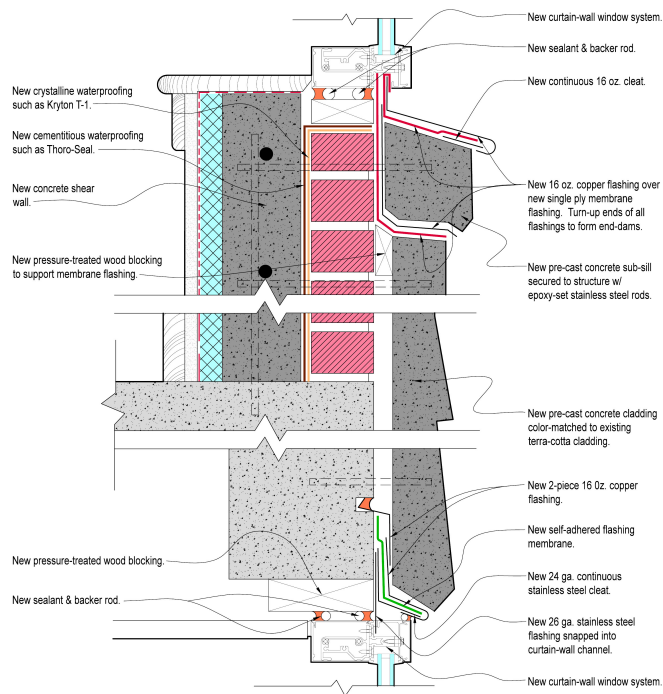 New curtain-wall window system.
New sealant & backer rod.
New continuous 16 oz. cleat.
New crystalline waterproofing
such as Kryton T-1.
New cementitious waterproofing
such as Thoro-Seal.
New concrete shear
wall.
New 16 oz. copper flashing over
new single ply membrane
flashing. Turn-up ends of all
flashings to form end-dams.
New pressure-treated wood blocking
to support membrane flashing.
New pre-cast concrete sub-sill
secured to structure w/
epoxy-set stainless steel rods.
New pre-cast concrete cladding
color-matched to existing
terra-cotta cladding.
New 2-piece 16 0z. copper
flashing.
New self-adhered flashing
membrane.
New pressure-treated wood blocking.
New 24 ga. continuous
stainless steel cleat.
New sealant & backer rod.
New 26 ga. stainless steel
flashing snapped into
curtain-wall channel.
New curtain-wall window system.